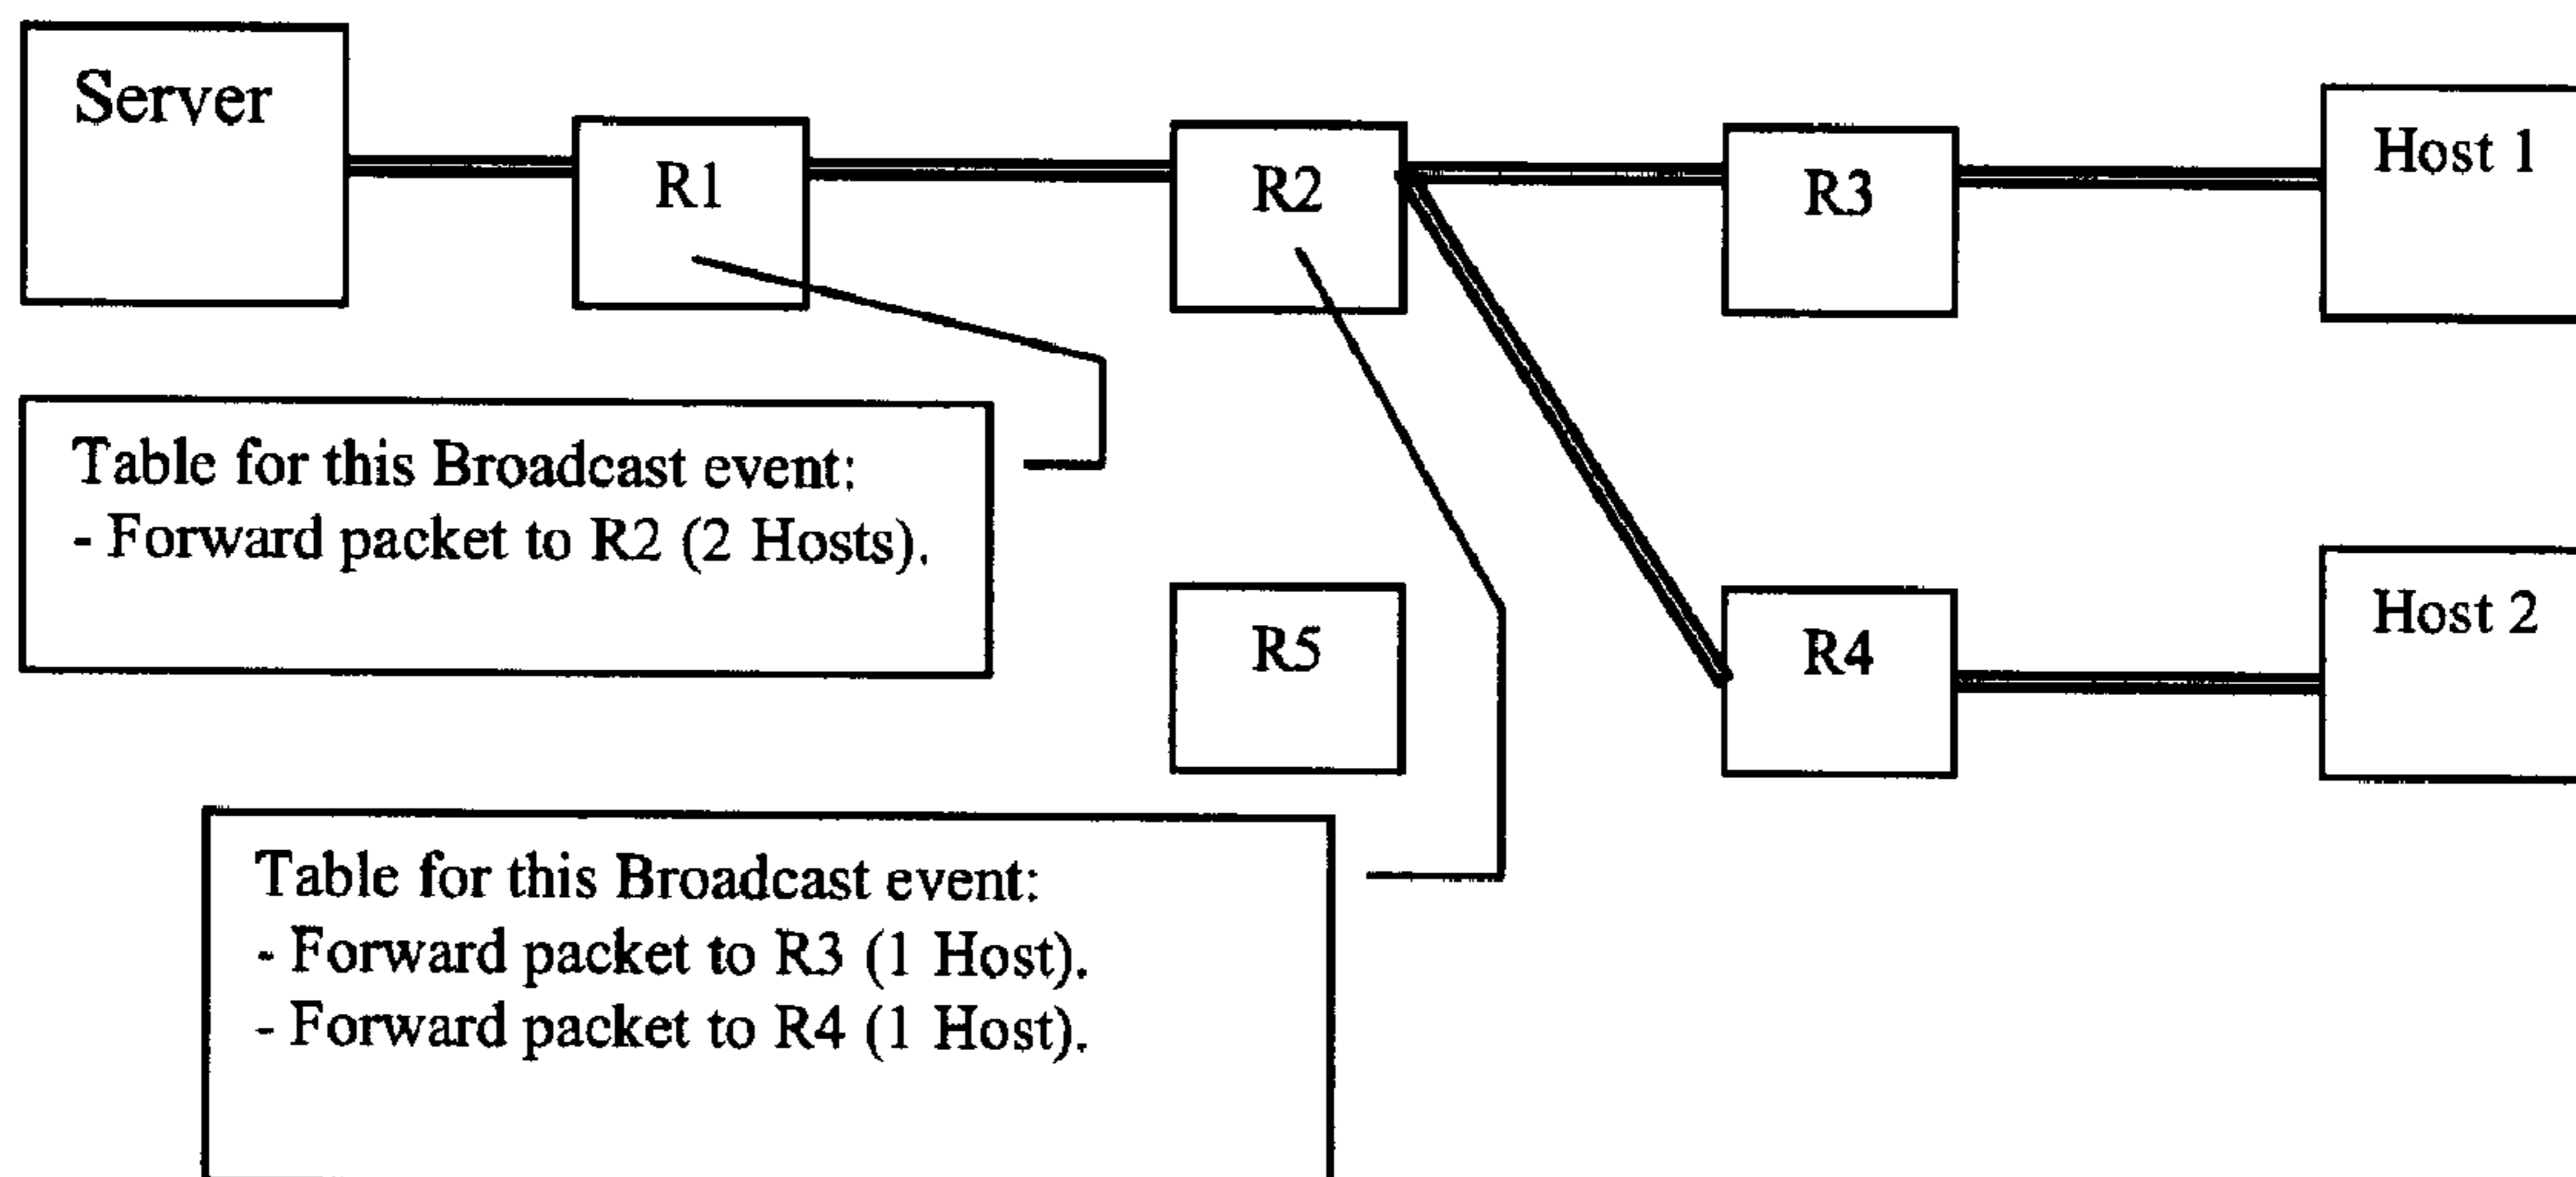 Server
R1
R2
R3
Host 1
Table for this Broadcast event:
- Forward packet to R2 (2 Hosts).
R5
R4
Host 2
Table for this Broadcast event:
- Forward packet to R3 (1 Host).
- Forward packet to R4 (1 Host).